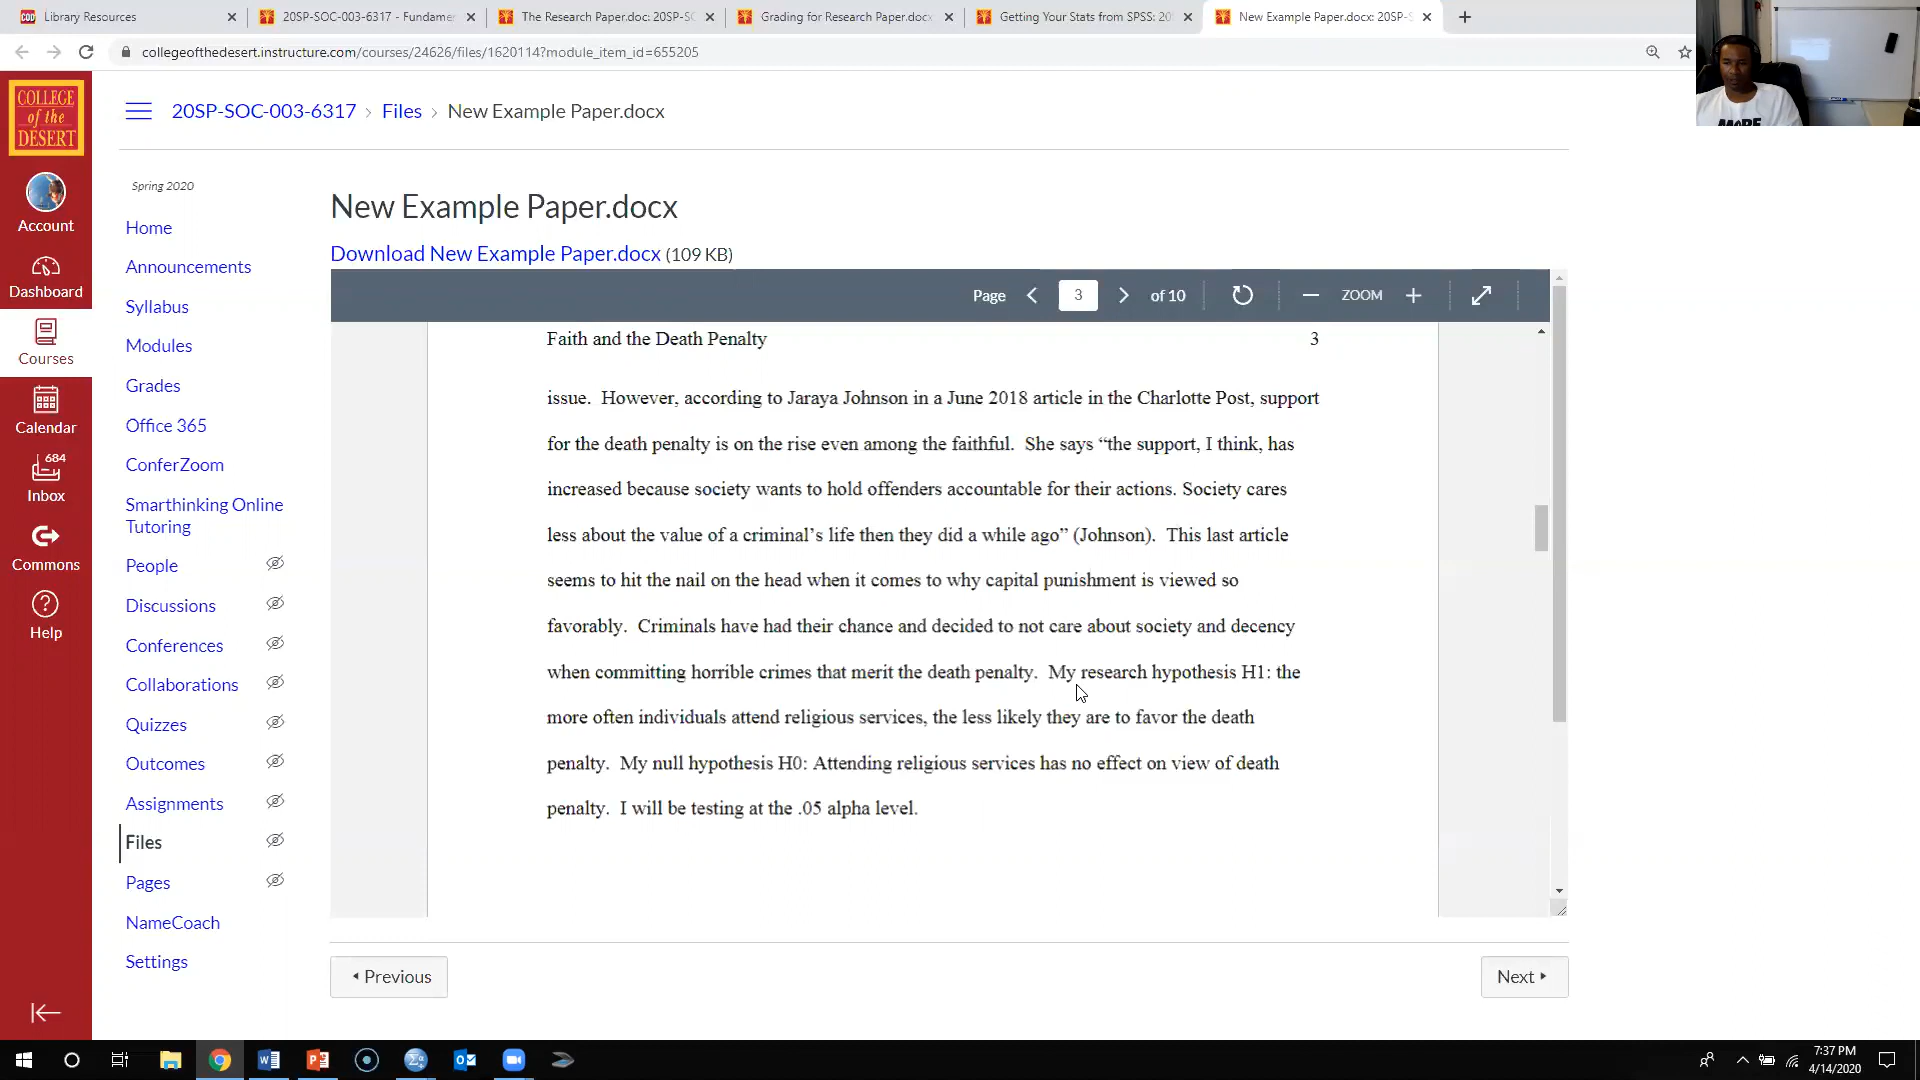 Library Resources
20SP-SOC-003-6317 - Fundamer
The Research Paper.doc: 20SP-SC
Grading for Research Paper.docx
Getting Your Stats from SPSS: 20
New Example Paper.docx: 20SP-S
collegeofthedesert.instructure.com/courses/24626/files/1620114?module_item_id=655205
COLLEGE
of the
DESERT
Account
Dashboard
Courses
Calendar
684
Inbox
Commons
Help
20SP-SOC-003-6317 › Files › New Example Paper.docx
Spring 2020
Home
Announcements
Syllabus
Modules
Grades
Office 365
ConferZoom
Smarthinking Online
Tutoring
People
Discussions
Conferences
Collaborations
Quizzes
Outcomes
Assignments
Files
Pages
NameCoach
Settings
New Example Paper.docx
Download New Example Paper.docx (109 KB)
Page 3 of 10 ZOOM
Faith and the Death Penalty 3
issue.  However, according to Jaraya Johnson in a June 2018 article in the Charlotte Post, support
for the death penalty is on the rise even among the faithful.  She says “the support, I think, has
increased because society wants to hold offenders accountable for their actions. Society cares
less about the value of a criminal’s life then they did a while ago” (Johnson).  This last article
seems to hit the nail on the head when it comes to why capital punishment is viewed so
favorably.  Criminals have had their chance and decided to not care about society and decency
when committing horrible crimes that merit the death penalty.  My research hypothesis H1: the
more often individuals attend religious services, the less likely they are to favor the death
penalty.  My null hypothesis H0: Attending religious services has no effect on view of death
penalty.  I will be testing at the .05 alpha level.
Previous
Next
MORE
7:37 PM
4/14/2020